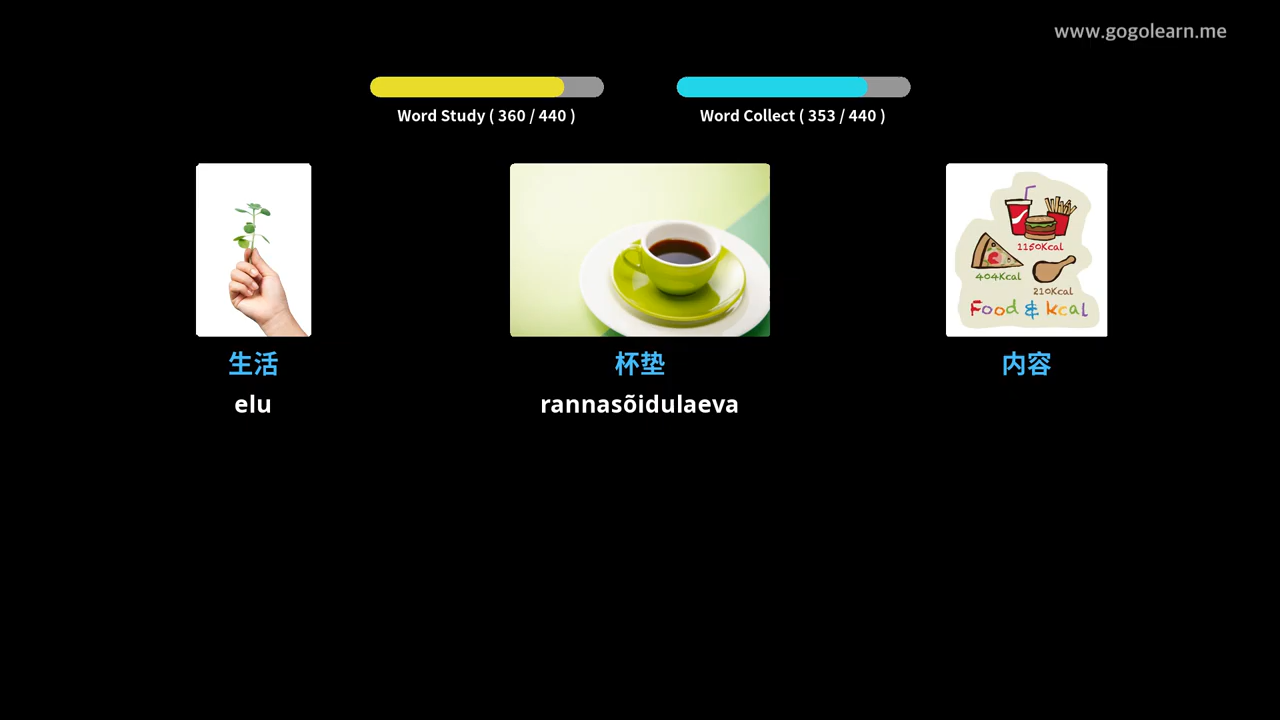 www.gogolearn.me
Word Study ( 360 / 440 )
Word Collect ( 353 / 440 )
1150Kcal
404Kcal
210Kcal
Food & kcal
生活
杯垫
内容
elu
rannasõidulaeva